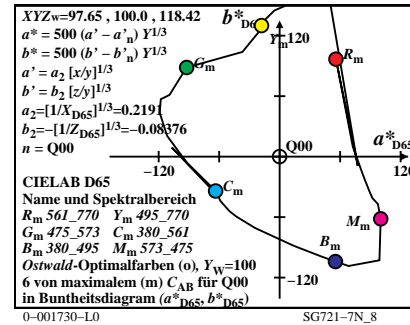 XYZw=97.65, 100.0, 118.42
a* = 500 (a' – a'n) Y1/3
b* = 500 (b' – b'n) Y1/3
a' = a2 [x/y]1/3
b' = b2 [z/y]1/3
a2=[1/XD65]1/3=0.2191
b2=–[1/ZD65]1/3=–0.08376
n = Q00
CIELAB D65
Name und Spektralbereich
Rm 561_770 Ym 495_770
Gm 475_573 Cm 380_561
Bm 380_495 Mm 573_475
Ostwald-Optimalfarben (o), YW=100
6 von maximalem (m) CAB für Q00
in Buntheitsdiagram (a*D65, b*D65)
b*D65
Ym
120
Rm
Gm
Q00
a*D65
–120
120
Cm
Mm
Bm
–120
0–001730–L0
SG721–7N_8